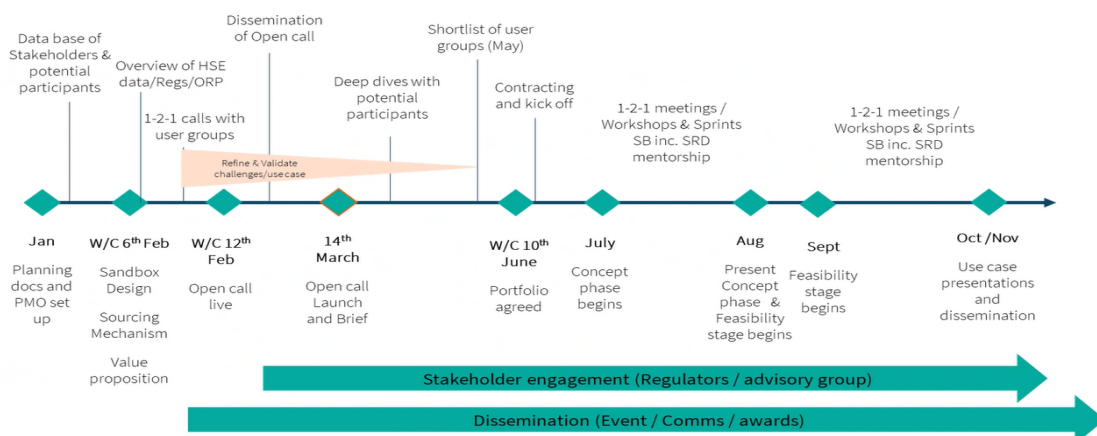 Dissemination
of Open call
Shortlist of user
groups (May)
Data base of
Stakeholders &
potential
participants
Overview of HSE
data/Regs/ORP
Deep dives with
potential
participants
Contracting
and kick off
1-2-1 calls with
user groups
1-2-1 meetings /
Workshops & Sprints
SB inc. SRD
mentorship
1-2-1 meetings /
Workshops & Sprints
SB inc. SRD
mentorship
Refine & Validate
challenges/use case
Jan
Planning
docs and
PMO set
up
W/C 6th Feb
Sandbox
Design
Sourcing
Mechanism
Value
proposition
W/C 12th
Feb
Open call
live
14th
March
Open call
Launch
and Brief
W/C 10th
June
Portfolio
agreed
July
Concept
phase
begins
Aug
Present
Concept
phase &
Feasibility
stage begins
Sept
Feasibility
stage
begins
Oct /Nov
Use case
presentations
and
dissemination
Stakeholder engagement (Regulators / advisory group)
Dissemination (Event / Comms / awards)